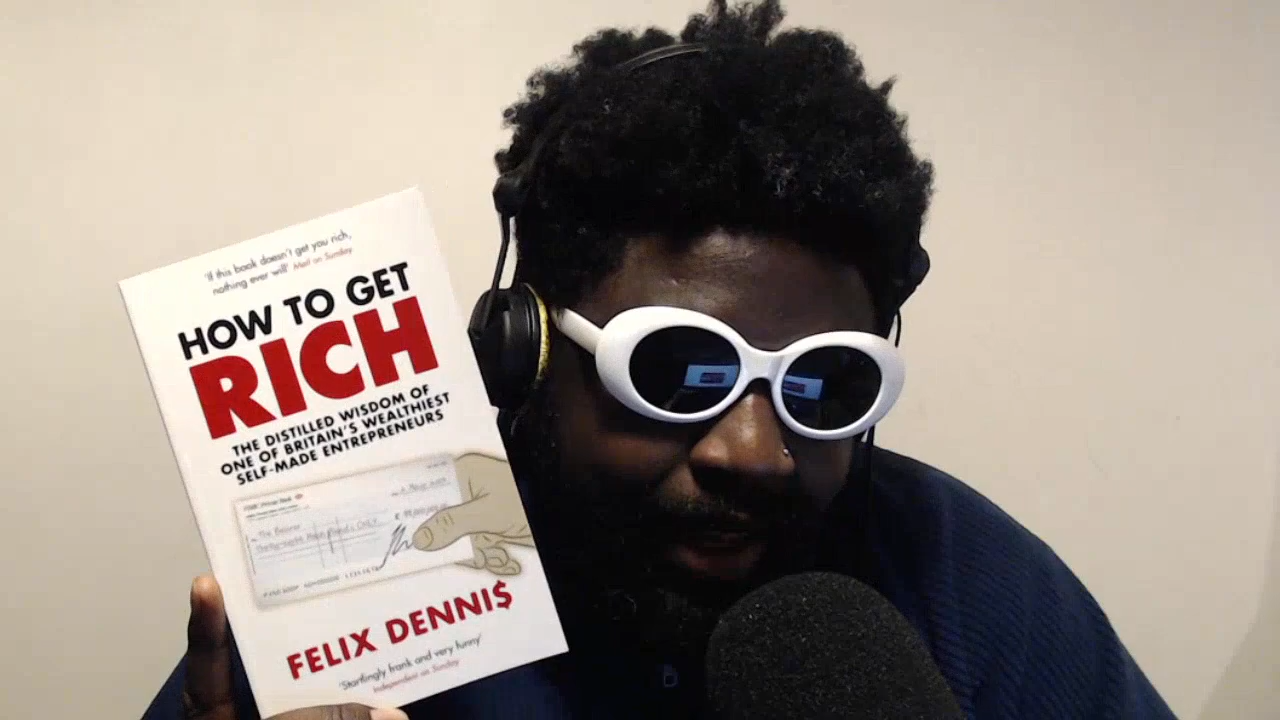 'If this book doesn't get you rich,
nothing ever will' Mail on Sunday
HOW TO GET
RICH
THE DISTILLED WISDOM OF
ONE OF BRITAIN'S WEALTHIEST
SELF-MADE ENTREPRENEURS
FELIX DENNI$
'Startlingly frank and very funny'
Independent on Sunday